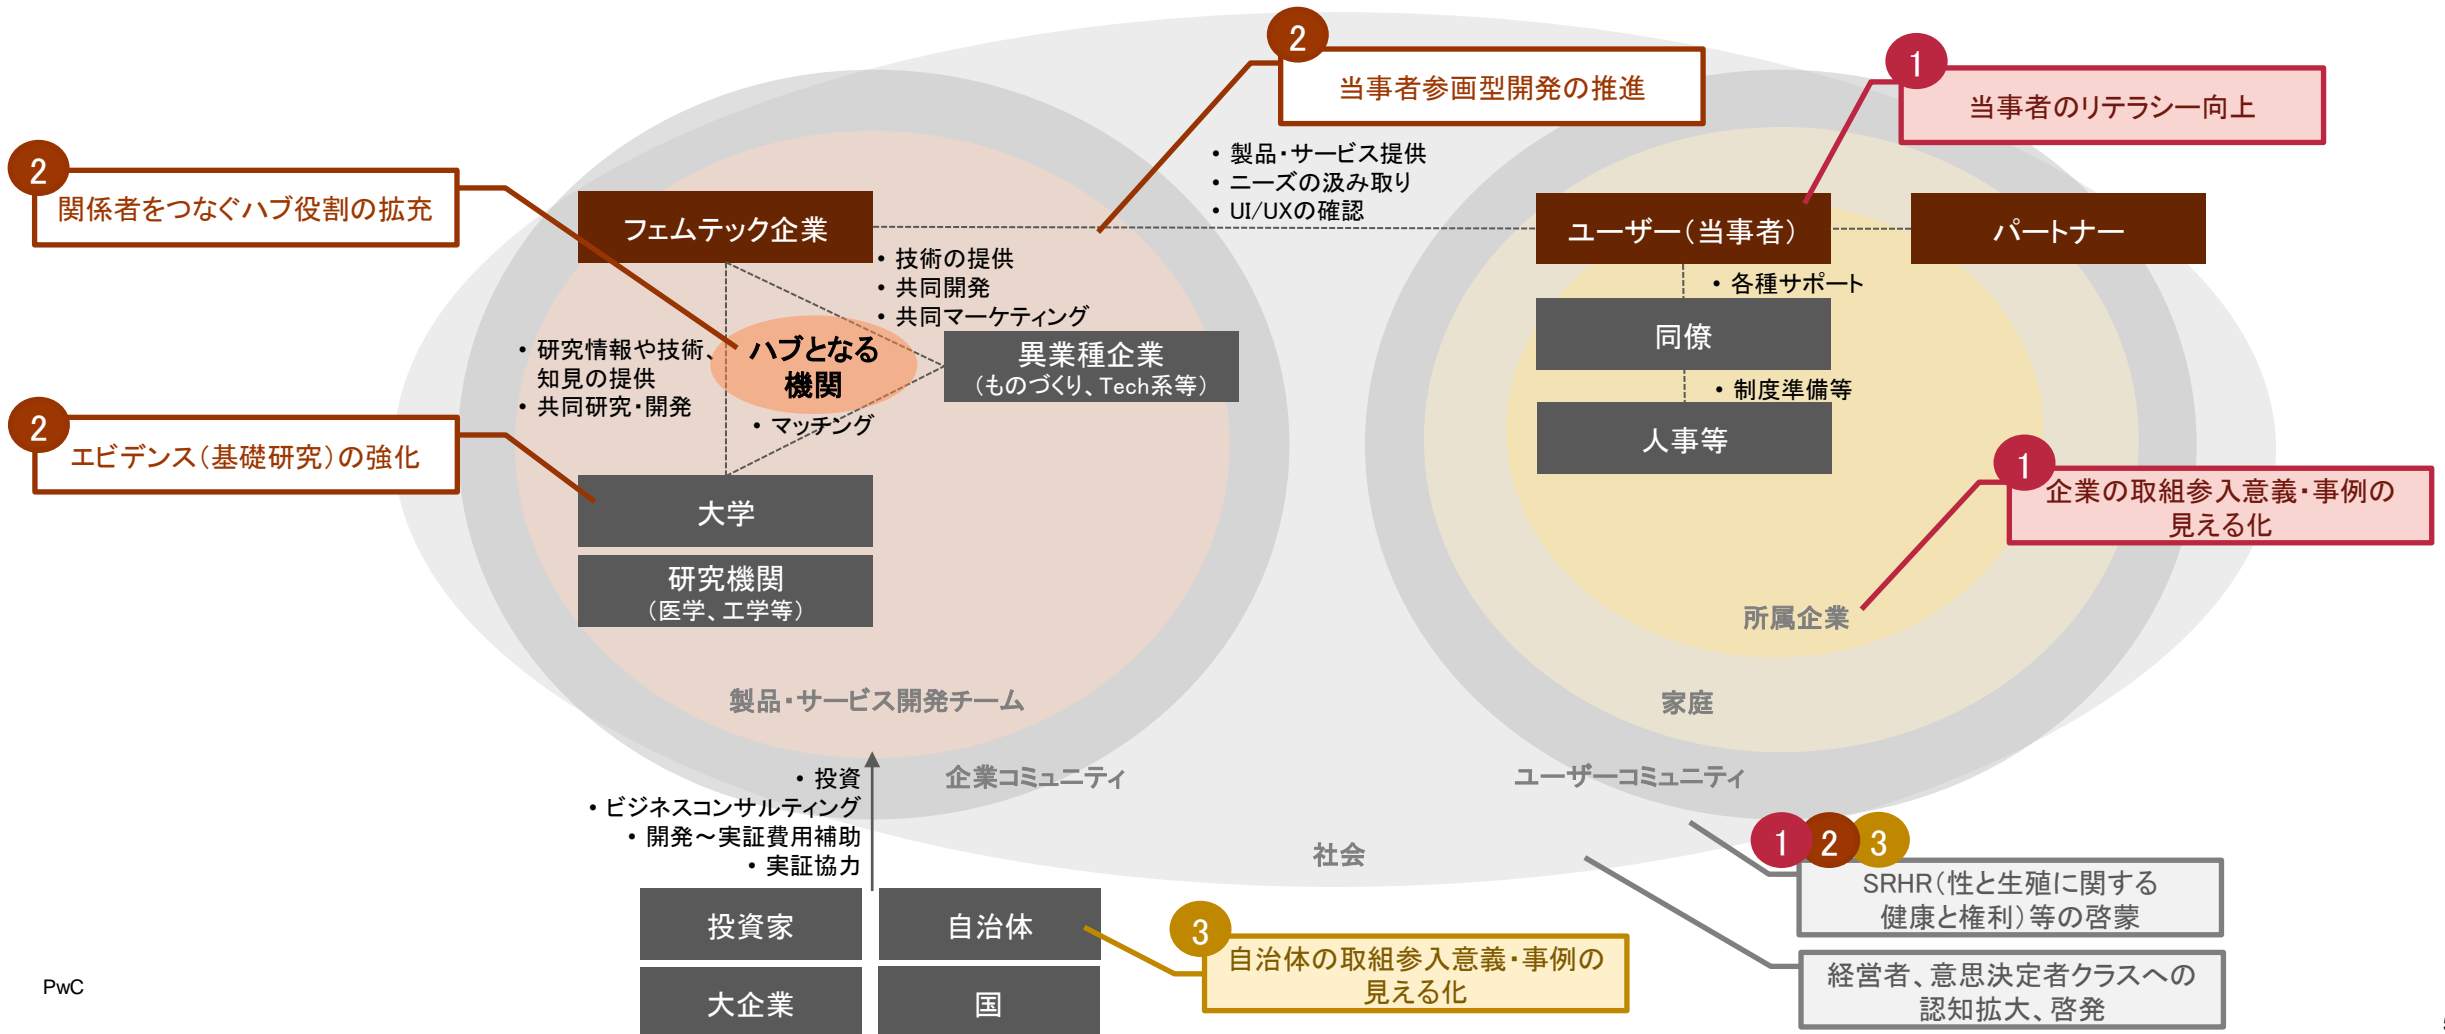 2
当事者参画型開発の推進
1
当事者のリテラシー向上
2
関係者をつなぐハブ役割の拡充
• 製品・サービス提供
• ニーズの汲み取り
• UI/UXの確認
フェムテック企業
ユーザー（当事者）
パートナー
• 技術の提供
• 共同開発
• 共同マーケティング
• 各種サポート
同僚
• 研究情報や技術、
知見の提供
• 共同研究・開発
ハブとなる
機関
異業種企業
（ものづくり、Tech系等）
• マッチング
• 制度準備等
人事等
2
エビデンス（基礎研究）の強化
1
企業の取組参入意義・事例の
見える化
大学
研究機関
（医学、工学等）
所属企業
製品・サービス開発チーム
家庭
企業コミュニティ
ユーザーコミュニティ
• 投資
• ビジネスコンサルティング
• 開発～実証費用補助
• 実証協力
社会
1 2 3
SRHR（性と生殖に関する
健康と権利）等の啓蒙
投資家
自治体
3
自治体の取組参入意義・事例の
見える化
経営者、意思決定者クラスへの
認知拡大、啓発
大企業
国
PwC